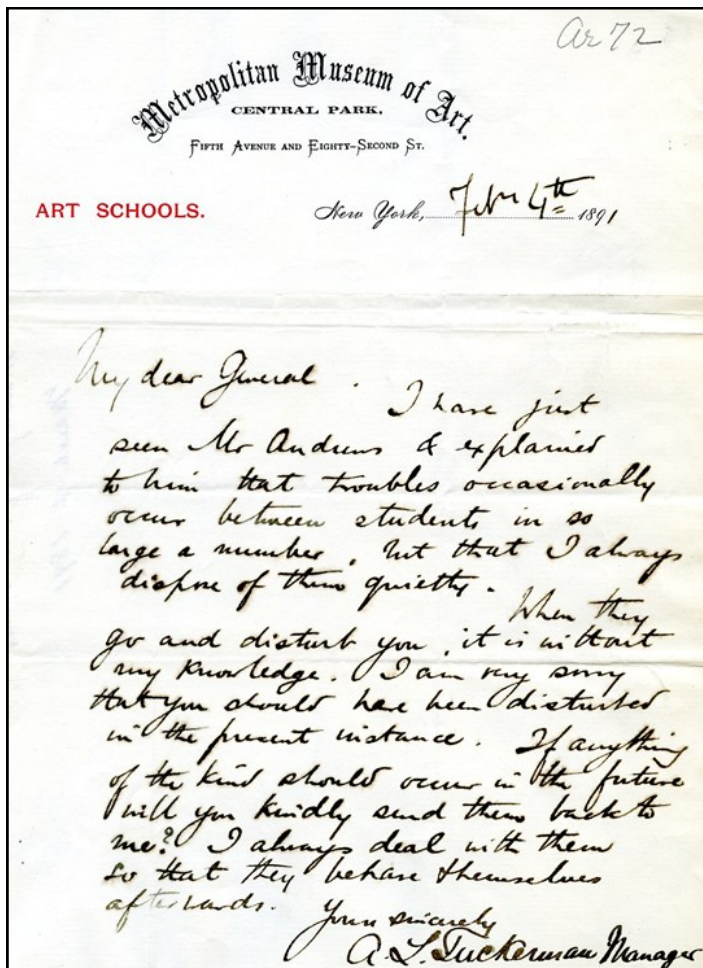 Ar 72
Metropolitan Museum of Art.
CENTRAL PARK.
FIFTH AVENUE AND EIGHTY-SECOND ST.
ART SCHOOLS.
New York, Febr 4th 1891
My dear General.
I have just
seen Mr Andrews & explained
to him that troubles occasionally
occur between students in so
large a number, but that I always
dispose of them quietly.
When they
go and disturb you, it is without
my knowledge. I am very sorry
that you should have been disturbed
in the present instance. If anything
of the kind should occur in the future
will you kindly send them back to
me? I always deal with them
so that they behave themselves
afterwards.
Yours sincerely
A. L. Tuckerman Manager